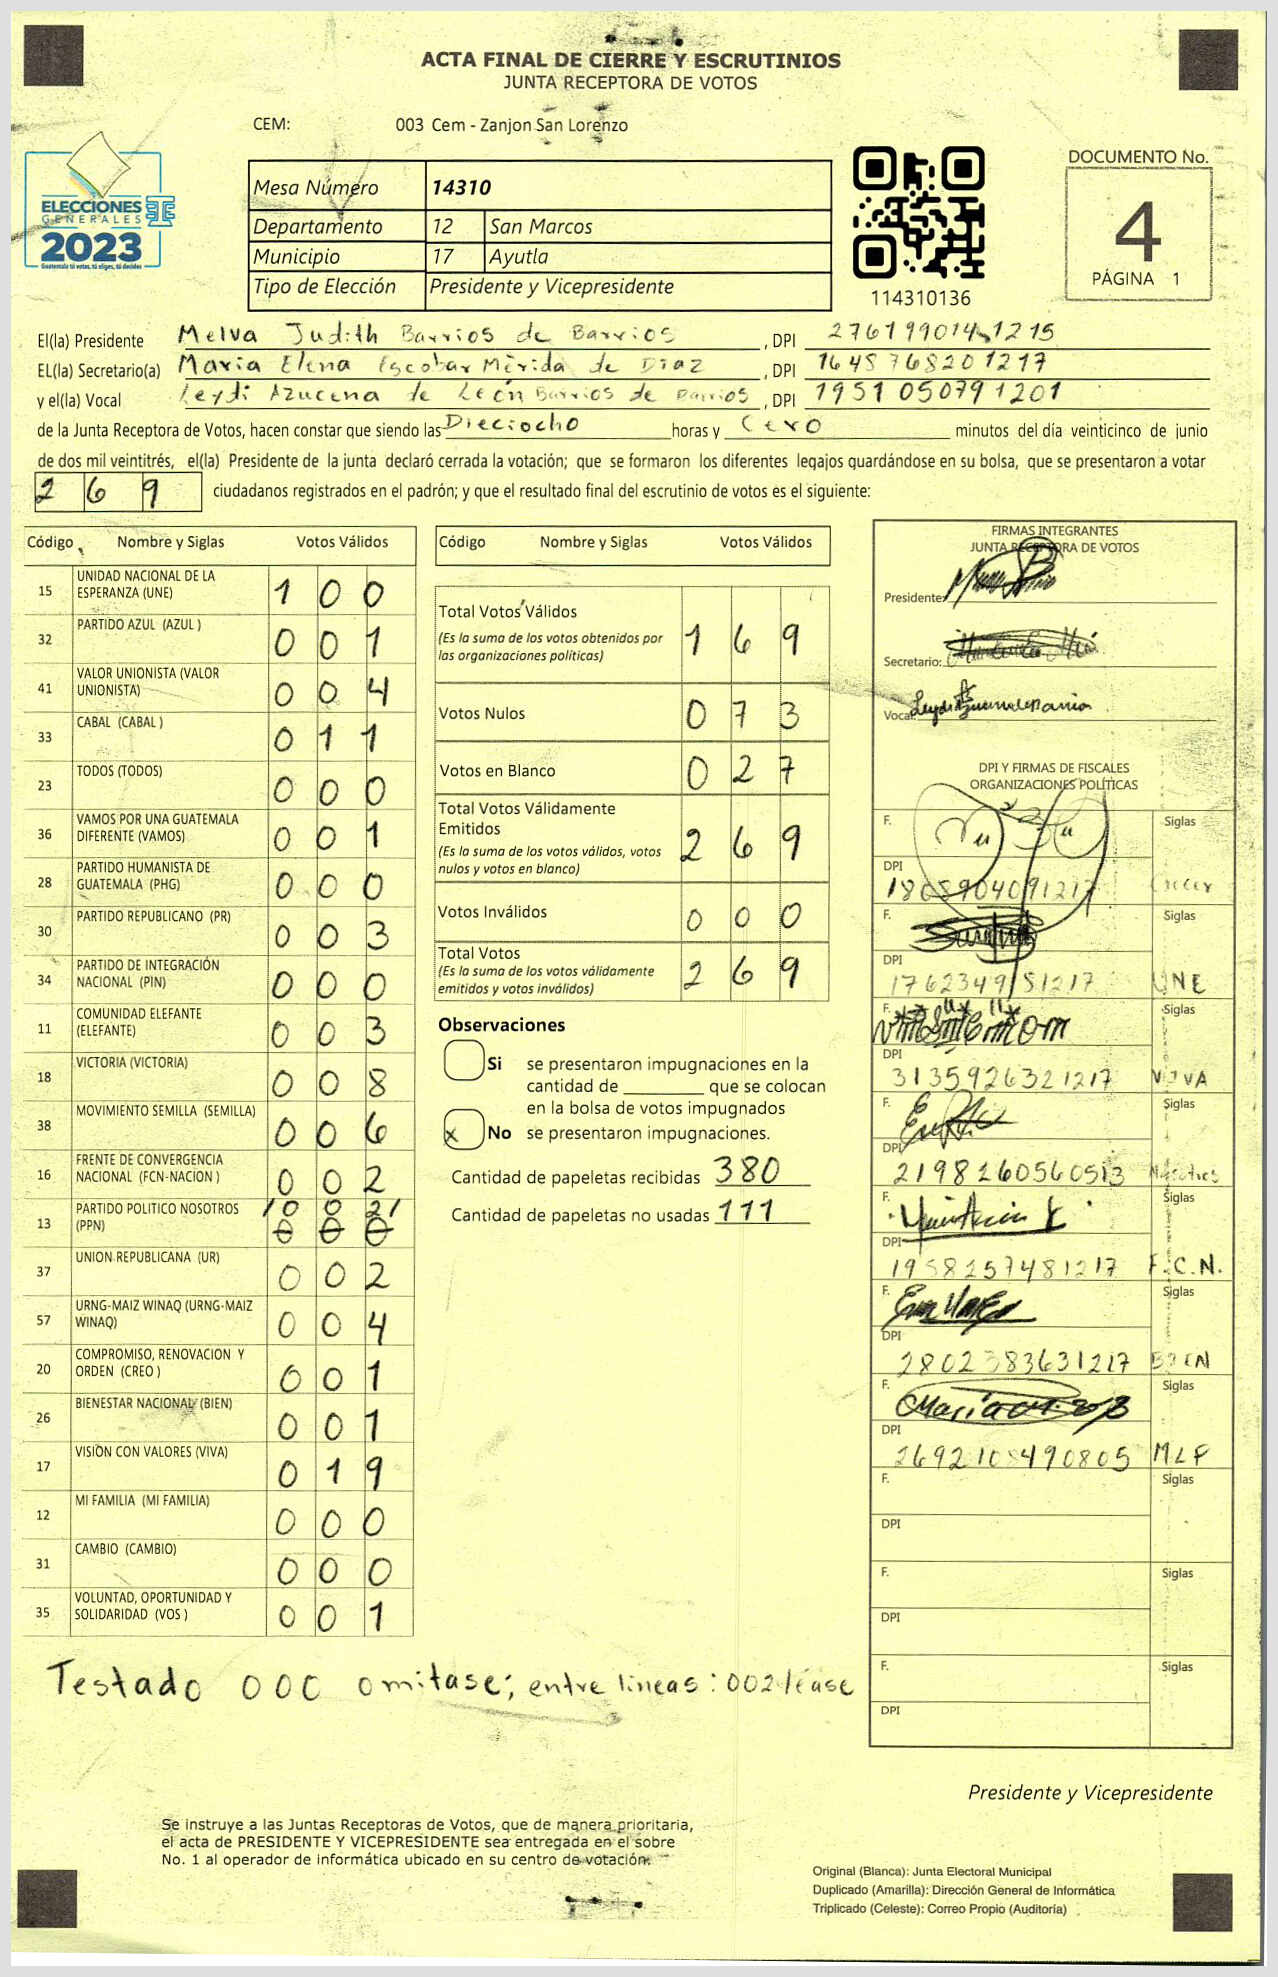 ACTA FINAL DE CIERRE Y ESCRUTINIOS
JUNTA RECEPTORA DE VOTOS
CEM: 003 Cem - Zanjon San Lorenzo
ELECCIONES
GENERALES
2023
Guatemala tú votas, tú eliges, tú decides
Mesa Número 14310
Departamento 12 San Marcos
Municipio 17 Ayutla
Tipo de Elección Presidente y Vicepresidente
114310136
DOCUMENTO No.
4
PÁGINA 1
El(la) Presidente Melva Judith Barrios de Barrios, DPI 2761990141215
EL(la) Secretario(a) Maria Elena Escobar Mèrida de Diaz, DPI 1648768201217
y el(la) Vocal Leydi Azucena de León Barrios de Barrios, DPI 1951050791201
de la Junta Receptora de Votos, hacen constar que siendo las Dieciocho horas y Cero minutos del día veinticinco de junio
de dos mil veintitrés, el(la) Presidente de la junta declaró cerrada la votación; que se formaron los diferentes legajos guardándose en su bolsa, que se presentaron a votar
269 ciudadanos registrados en el padrón; y que el resultado final del escrutinio de votos es el siguiente:
Código Nombre y Siglas Votos Válidos
15 UNIDAD NACIONAL DE LA ESPERANZA (UNE) 1 0 0
32 PARTIDO AZUL (AZUL ) 0 0 1
41 VALOR UNIONISTA (VALOR UNIONISTA) 0 0 4
33 CABAL (CABAL ) 0 1 1
23 TODOS (TODOS) 0 0 0
36 VAMOS POR UNA GUATEMALA DIFERENTE (VAMOS) 0 0 1
28 PARTIDO HUMANISTA DE GUATEMALA (PHG) 0 0 0
30 PARTIDO REPUBLICANO (PR) 0 0 3
34 PARTIDO DE INTEGRACIÓN NACIONAL (PIN) 0 0 0
11 COMUNIDAD ELEFANTE (ELEFANTE) 0 0 3
18 VICTORIA (VICTORIA) 0 0 8
38 MOVIMIENTO SEMILLA (SEMILLA) 0 0 6
16 FRENTE DE CONVERGENCIA NACIONAL (FCN-NACION ) 0 0 2
13 PARTIDO POLITICO NOSOTROS (PPN) /0 0 2/ 0 0 0
37 UNION REPUBLICANA (UR) 0 0 2
57 URNG-MAIZ WINAQ (URNG-MAIZ WINAQ) 0 0 4
20 COMPROMISO, RENOVACION Y ORDEN (CREO ) 0 0 1
26 BIENESTAR NACIONAL (BIEN) 0 0 1
17 VISION CON VALORES (VIVA) 0 1 9
12 MI FAMILIA (MI FAMILIA) 0 0 0
31 CAMBIO (CAMBIO) 0 0 0
35 VOLUNTAD, OPORTUNIDAD Y SOLIDARIDAD (VOS ) 0 0 1
Código Nombre y Siglas Votos Válidos
Total Votos Válidos 1 6 9
(Es la suma de los votos obtenidos por
las organizaciones políticas)
Votos Nulos 0 7 3
Votos en Blanco 0 2 7
Total Votos Válidamente
Emitidos 2 6 9
(Es la suma de los votos válidos, votos
nulos y votos en blanco)
Votos Inválidos 0 0 0
Total Votos 2 6 9
(Es la suma de los votos válidamente
emitidos y votos inválidos)
Observaciones
Si se presentaron impugnaciones en la
cantidad de ________ que se colocan
en la bolsa de votos impugnados
x No se presentaron impugnaciones.
Cantidad de papeletas recibidas 380
Cantidad de papeletas no usadas 111
FIRMAS INTEGRANTES
JUNTA RECEPTORA DE VOTOS
Presidente:
Secretario:
Vocal:
DPI Y FIRMAS DE FISCALES
ORGANIZACIONES POLÍTICAS
F. Siglas
DPI
F. Siglas
DPI UNE
F. Siglas
DPI 3135926321217 VIVA
F. Siglas
DPI 2198260560513 Nosotros
F. Siglas
DPI 1958257481217 F.C.N.
F. Siglas
DPI 2802383631217 BIEN
F. Siglas
DPI 2692108490805 MLP
F. Siglas
DPI
F. Siglas
DPI
F. Siglas
DPI
Testado 000 omitase; entre lineas: 002 léase
Presidente y Vicepresidente
Se instruye a las Juntas Receptoras de Votos, que de manera prioritaria,
el acta de PRESIDENTE Y VICEPRESIDENTE sea entregada en el sobre
No. 1 al operador de informática ubicado en su centro de votación.
Original (Blanca): Junta Electoral Municipal
Duplicado (Amarilla): Dirección General de Informática
Triplicado (Celeste): Correo Propio (Auditoría)